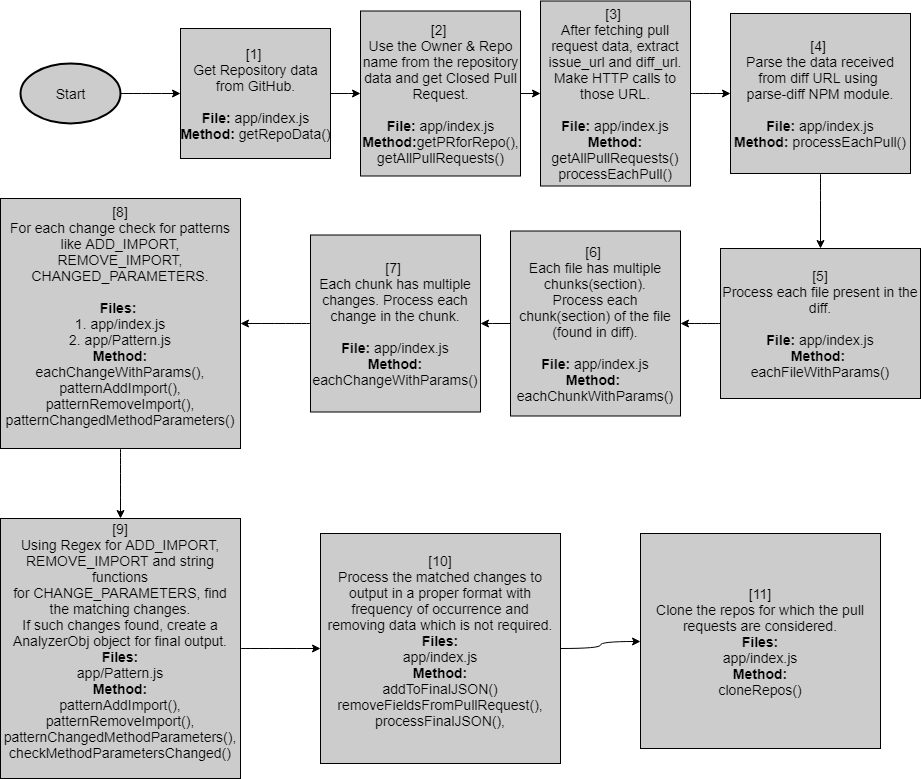 Start
[1]
Get Repository data
from GitHub.
File: app/index.js
Method: getRepoData()
[2]
Use the Owner & Repo
name from the repository
data and get Closed Pull
Request.
File: app/index.js
Method:getPRforRepo(),
getAllPullRequests()
[3]
After fetching pull
request data, extract
issue_url and diff_url.
Make HTTP calls to
those URL.
File: app/index.js
Method:
getAllPullRequests()
processEachPull()
[4]
Parse the data received
from diff URL using
parse-diff NPM module.
File: app/index.js
Method: processEachPull()
[5]
Process each file present in the
diff.
File: app/index.js
Method:
eachFileWithParams()
[6]
Each file has multiple
chunks(section).
Process each
chunk(section) of the file
(found in diff).
File: app/index.js
Method:
eachChunkWithParams()
[7]
Each chunk has multiple
changes. Process each
change in the chunk.
File: app/index.js
Method:
eachChangeWithParams()
[8]
For each change check for patterns
like ADD_IMPORT,
REMOVE_IMPORT,
CHANGED_PARAMETERS.
Files:
1. app/index.js
2. app/Pattern.js
Method:
eachChangeWithParams(),
patternAddImport(),
patternRemoveImport(),
patternChangedMethodParameters()
[9]
Using Regex for ADD_IMPORT,
REMOVE_IMPORT and string
functions
for CHANGE_PARAMETERS, find
the matching changes.
If such changes found, create a
AnalyzerObj object for final output.
Files:
app/Pattern.js
Method:
patternAddImport(),
patternRemoveImport(),
patternChangedMethodParameters(),
checkMethodParametersChanged()
[10]
Process the matched changes to
output in a proper format with
frequency of occurrence and
removing data which is not required.
Files:
app/index.js
Method:
addToFinalJSON()
removeFieldsFromPullRequest(),
processFinalJSON(),
[11]
Clone the repos for which the pull
requests are considered.
Files:
app/index.js
Method:
cloneRepos()